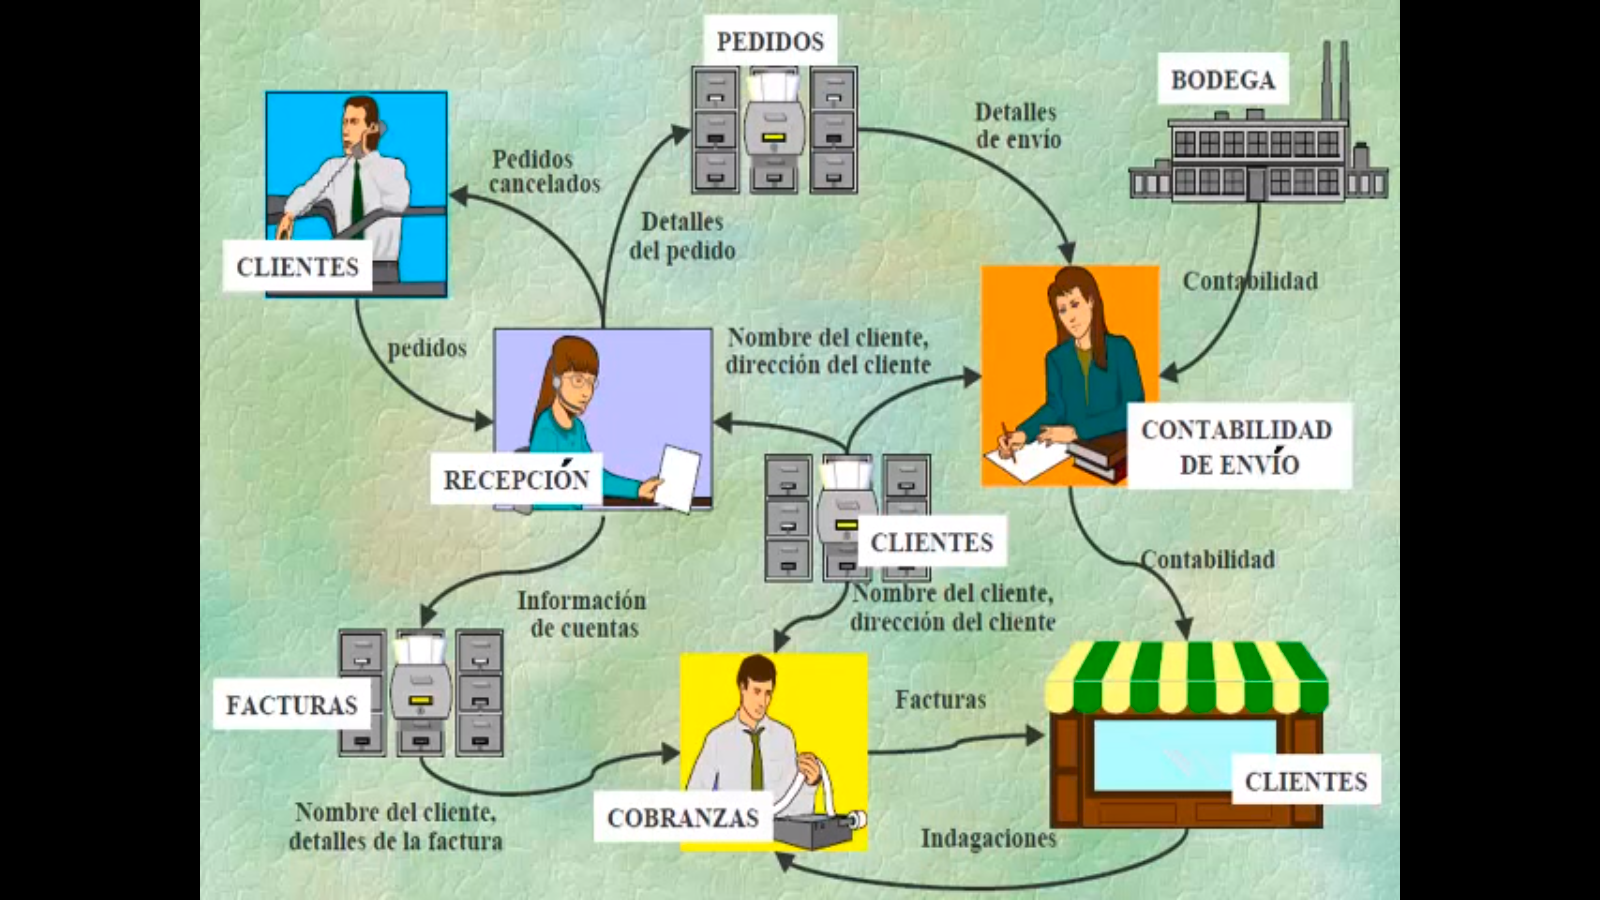 PEDIDOS
BODEGA
Detalles
de envío
Pedidos
cancelados
Detalles
del pedido
CLIENTES
Contabilidad
pedidos
Nombre del cliente,
dirección del cliente
CONTABILIDAD
DE ENVÍO
RECEPCIÓN
CLIENTES
Contabilidad
Nombre del cliente,
dirección del cliente
Información
de cuentas
FACTURAS
Facturas
CLIENTES
COBRANZAS
Nombre del cliente,
detalles de la factura
Indagaciones